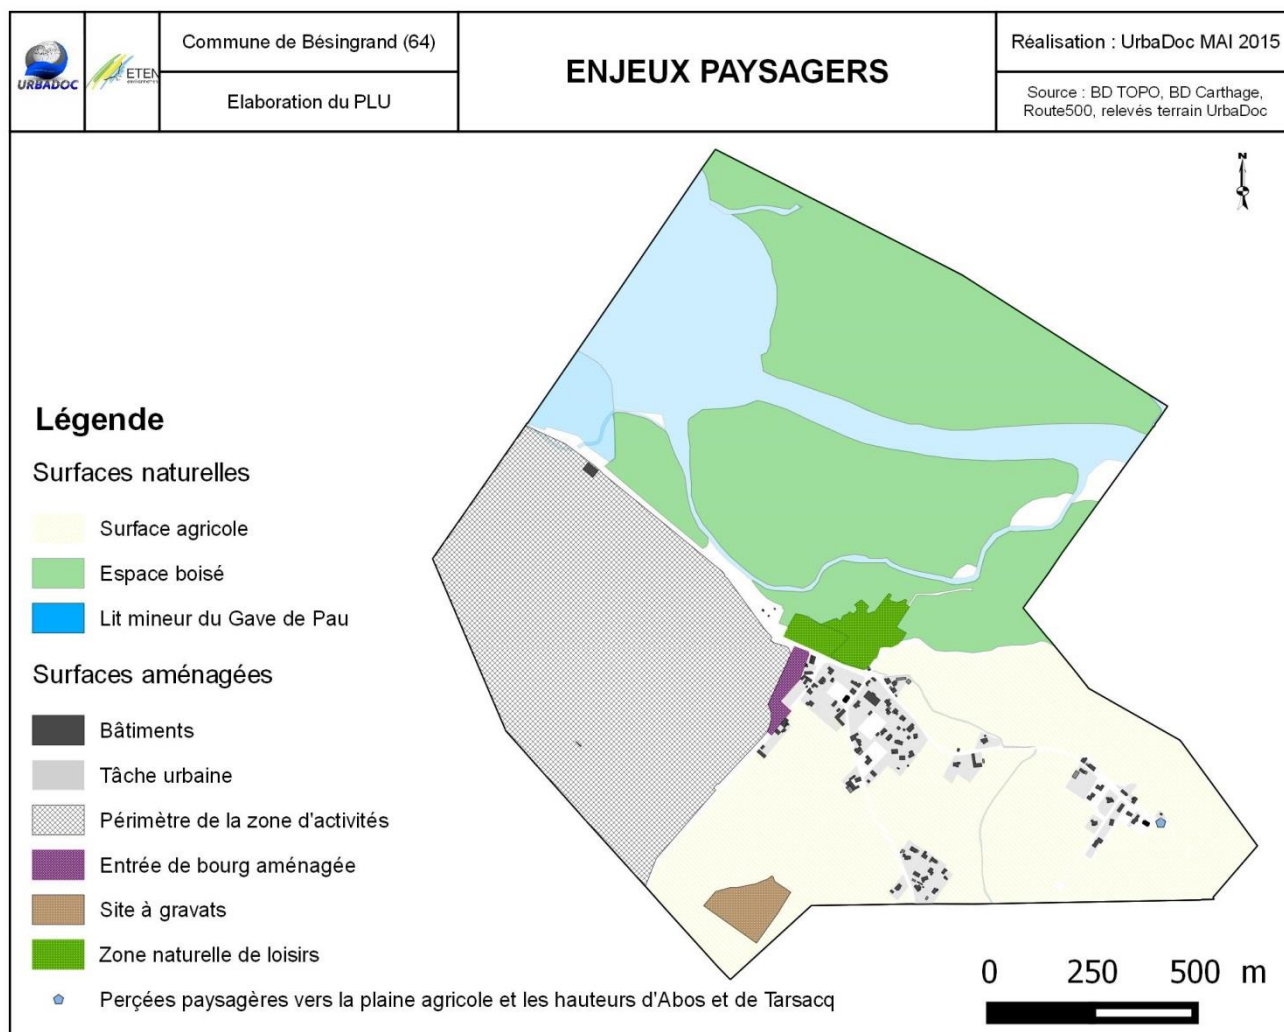 URBADOC
ETEN
Commune de Bésingrand (64)
Elaboration du PLU
ENJEUX PAYSAGERS
Réalisation : UrbaDoc MAI 2015
Source : BD TOPO, BD Carthage,
Route500, relevés terrain UrbaDoc
N
Légende
Surfaces naturelles
Surface agricole
Espace boisé
Lit mineur du Gave de Pau
Surfaces aménagées
Bâtiments
Tâche urbaine
Périmètre de la zone d'activités
Entrée de bourg aménagée
Site à gravats
Zone naturelle de loisirs
Perçées paysagères vers la plaine agricole et les hauteurs d'Abos et de Tarsacq
0 250 500 m